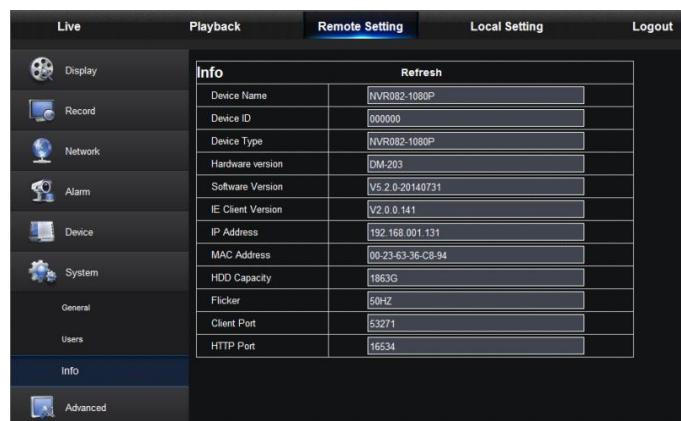 Live Playback Remote Setting Local Setting Logout
Display
Record
Network
Alarm
Device
System
General
Users
Info
Advanced
Info Refresh
Device Name NVR082-1080P
Device ID 000000
Device Type NVR082-1080P
Hardware version DM-203
Software Version V5.2.0-20140731
IE Client Version V2.0.0.141
IP Address 192.168.001.131
MAC Address 00-23-63-36-C8-94
HDD Capacity 1863G
Flicker 50HZ
Client Port 53271
HTTP Port 16534